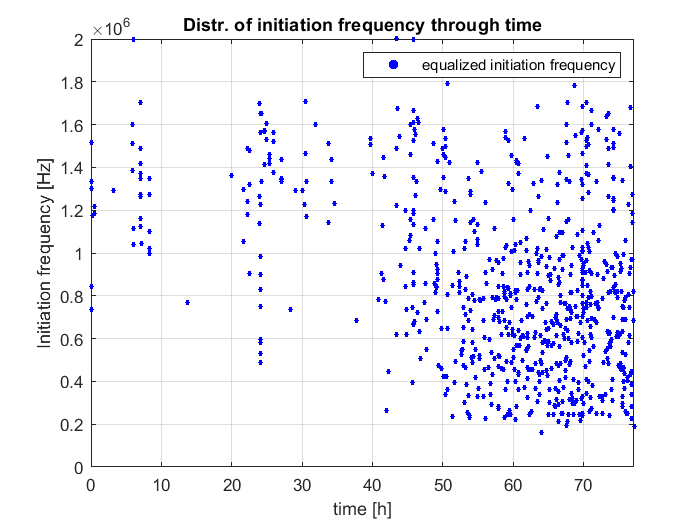 Distr. of initiation frequency through time
×10⁶
equalized initiation frequency
2
1.8
1.6
1.4
1.2
1
0.8
0.6
0.4
0.2
0
Initiation frequency [Hz]
0 10 20 30 40 50 60 70
time [h]